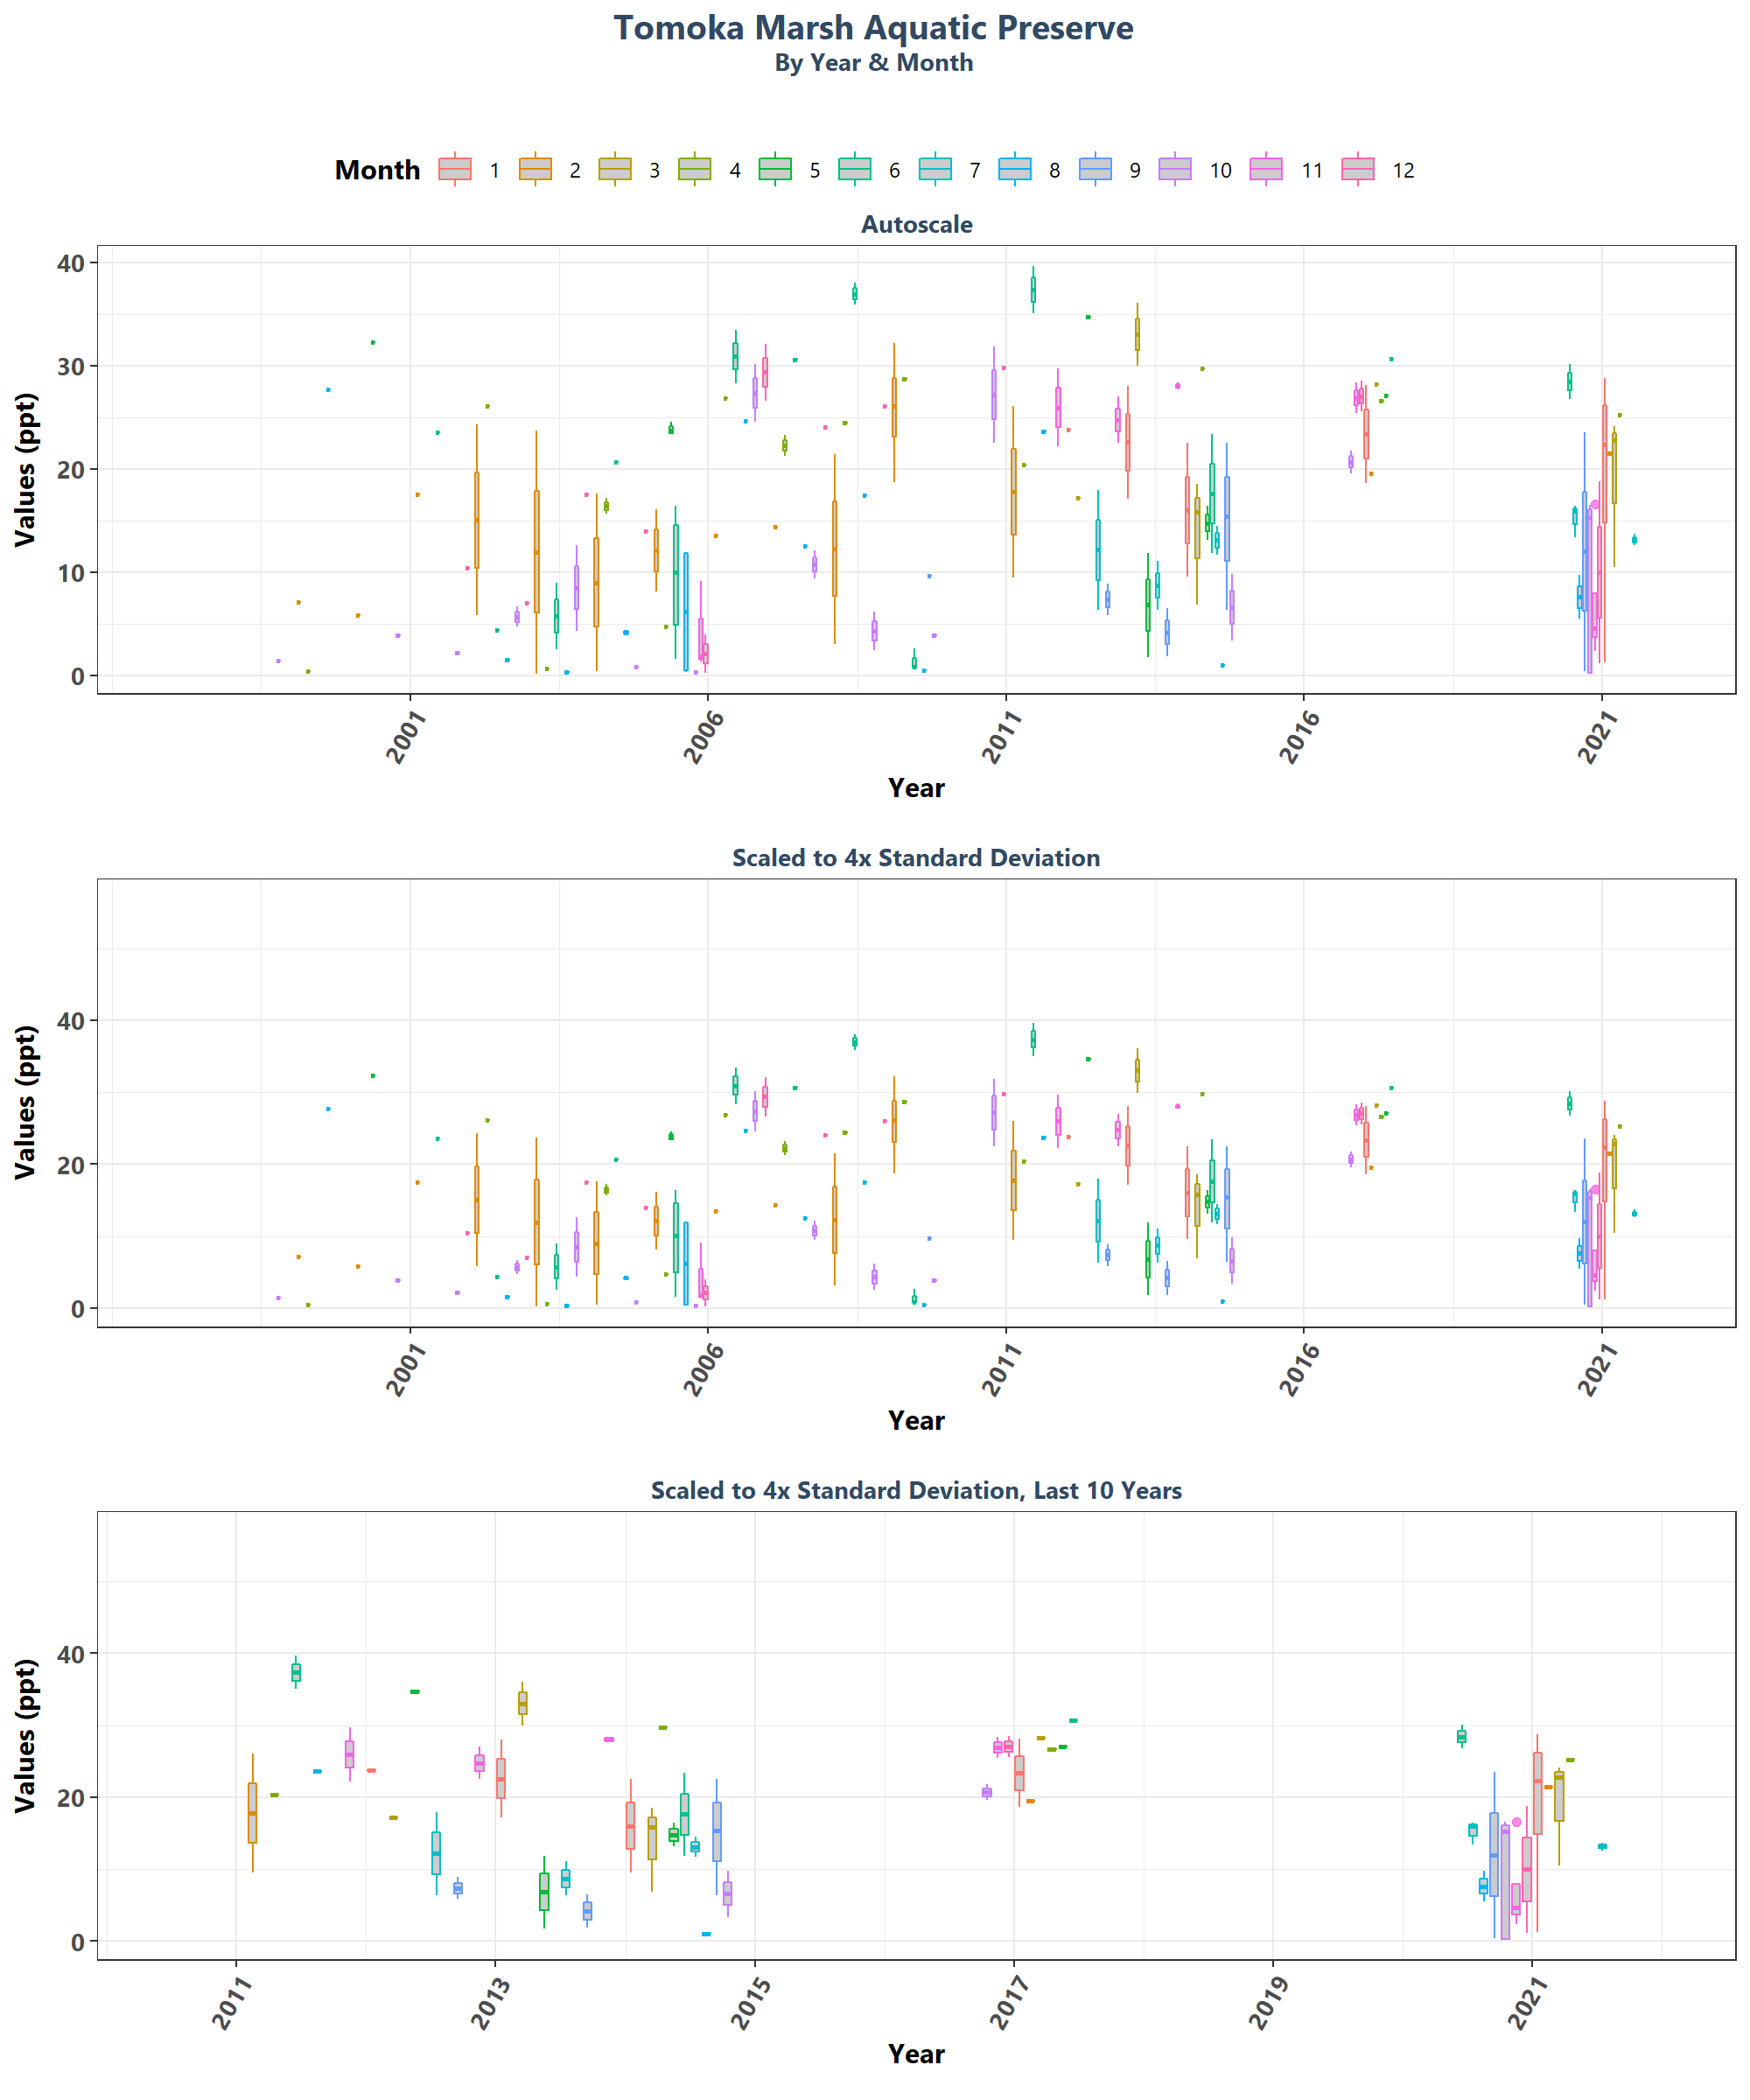 Tomoka Marsh Aquatic Preserve
By Year & Month
Month 1 2 3 4 5 6 7 8 9 10 11 12
Autoscale
Values (ppt)
40
30
20
10
0
2001 2006 2011 2016 2021
Year
Scaled to 4x Standard Deviation
Values (ppt)
40
20
0
2001 2006 2011 2016 2021
Year
Scaled to 4x Standard Deviation, Last 10 Years
Values (ppt)
40
20
0
2011 2013 2015 2017 2019 2021
Year